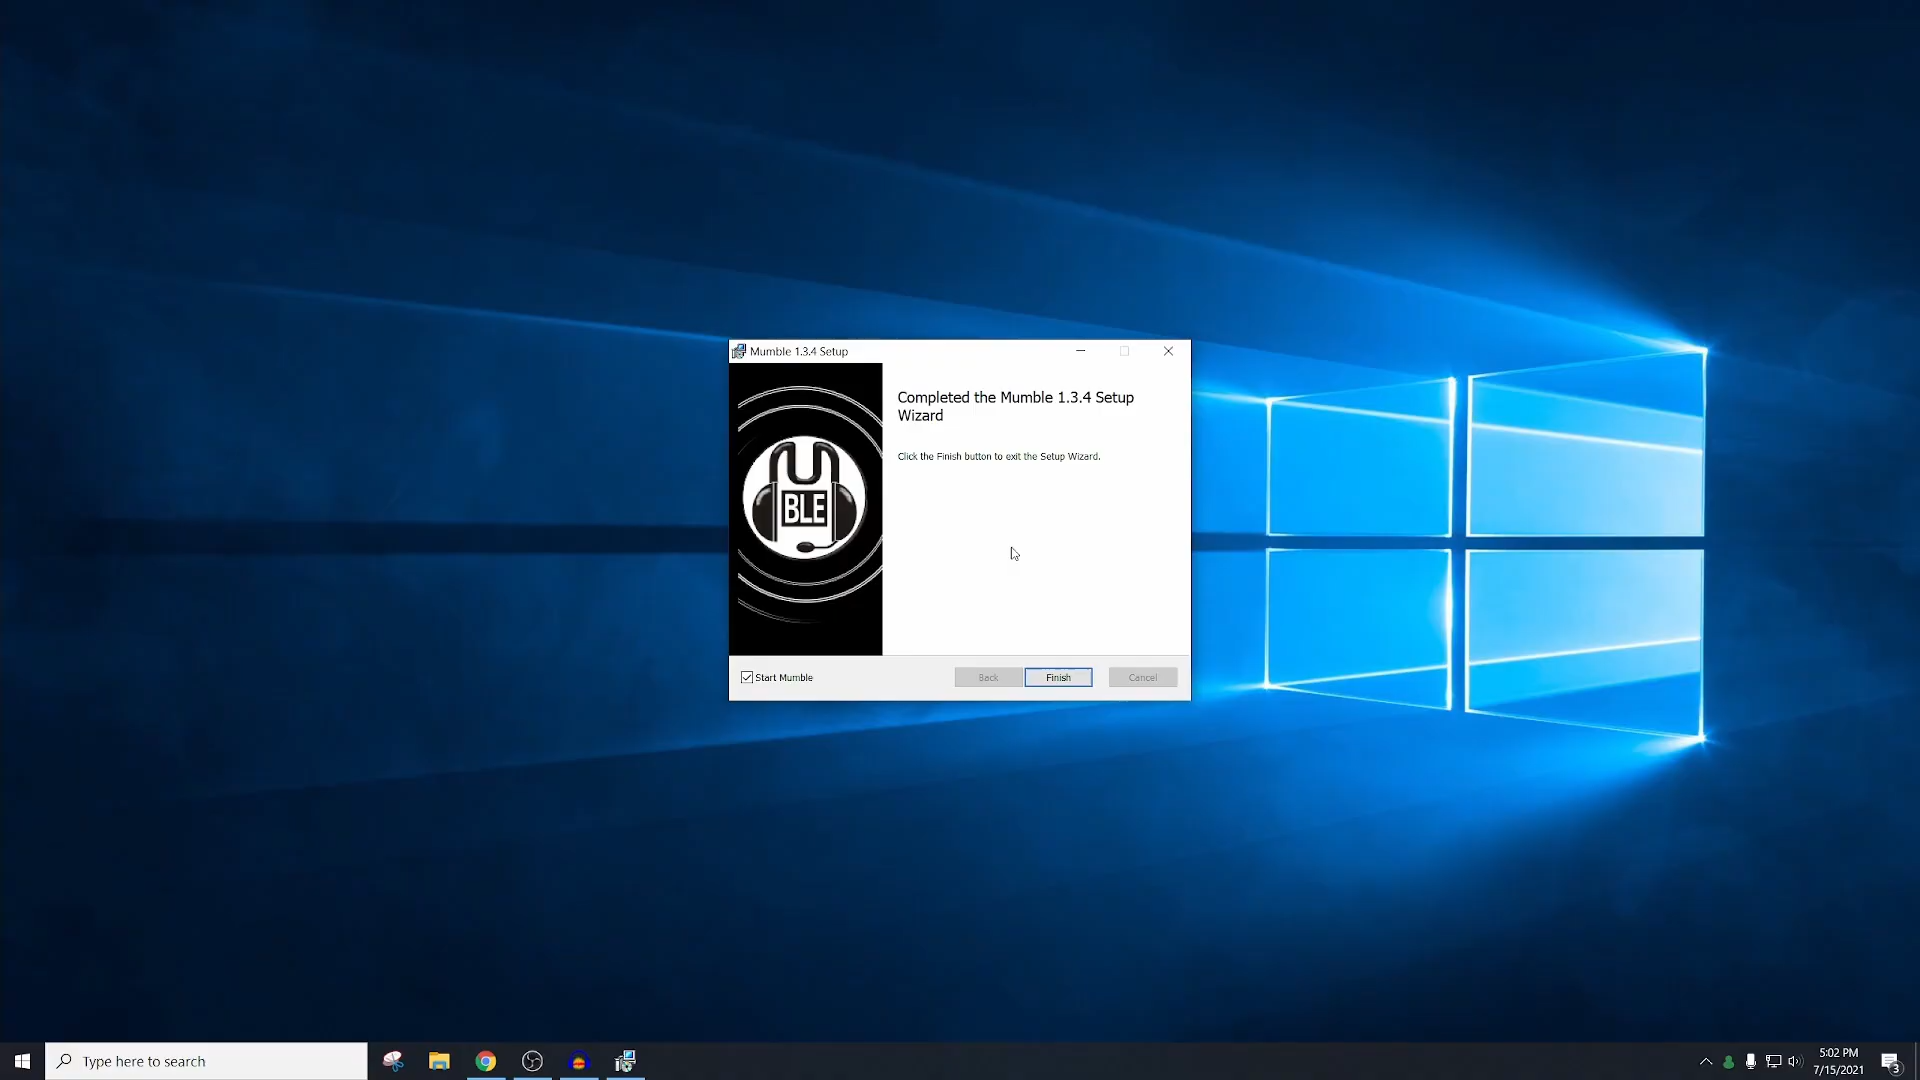 Mumble 1.3.4 Setup
Completed the Mumble 1.3.4 Setup
Wizard
Click the Finish button to exit the Setup Wizard.
BLE
Start Mumble
Back
Finish
Cancel
Type here to search
5:02 PM
7/15/2021
3